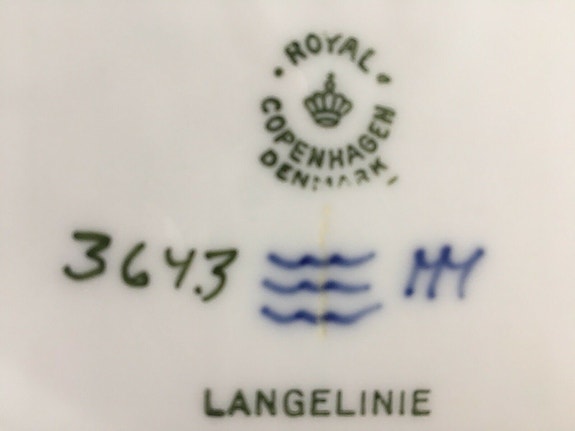 ROYAL
COPENHAGEN
DENMARK
3643
LANGELINIE